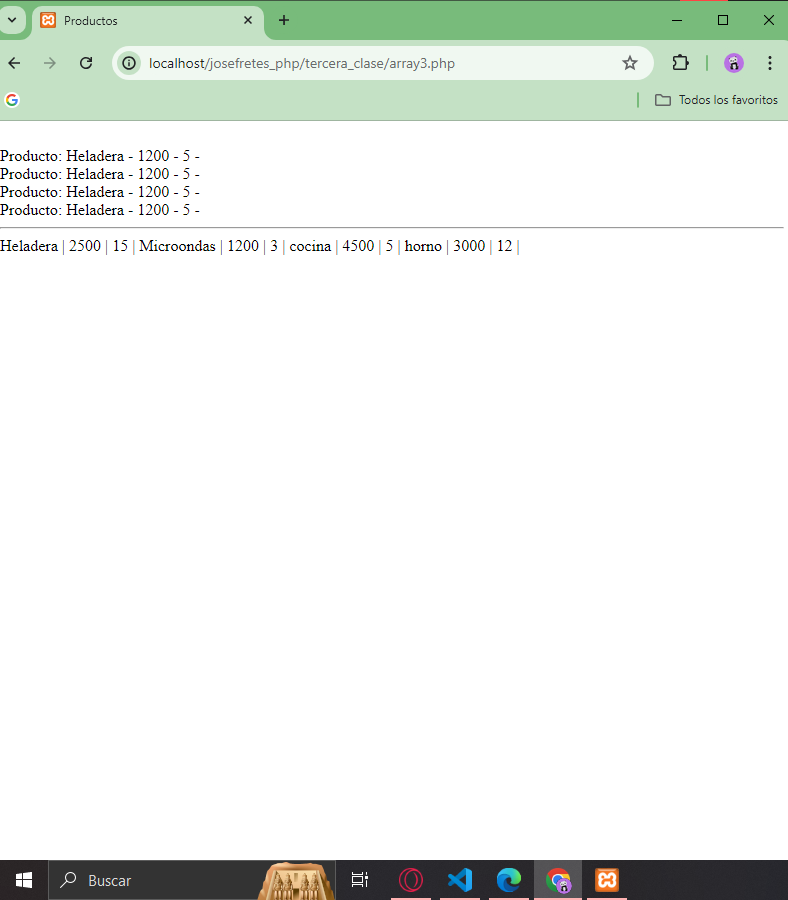 Productos
localhost/josefretes_php/tercera_clase/array3.php
Todos los favoritos
Producto: Heladera - 1200 - 5 -
Producto: Heladera - 1200 - 5 -
Producto: Heladera - 1200 - 5 -
Producto: Heladera - 1200 - 5 -
Heladera | 2500 | 15 | Microondas | 1200 | 3 | cocina | 4500 | 5 | horno | 3000 | 12 |
Buscar